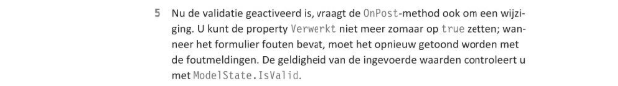 5 Nu de validatie geactiveerd is, vraagt de OnPost-method ook om een wijzi-
ging. U kunt de property Verwerkt niet meer zomaar op true zetten; wan-
neer het formulier fouten bevat, moet het opnieuw getoond worden met
de foutmeldingen. De geldigheid van de ingevoerde waarden controleert u
met ModelState.IsValid.